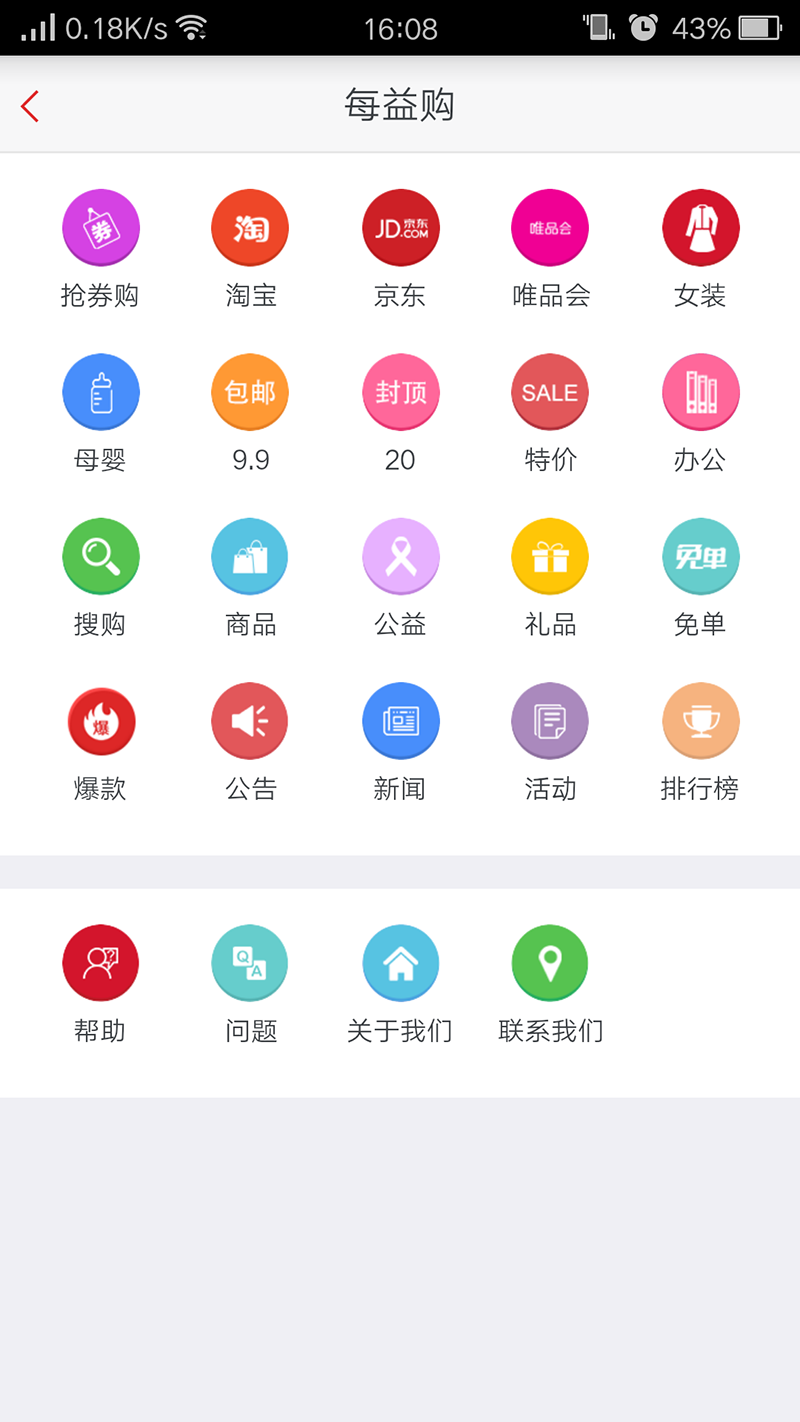 0.18K/s 16:08 43%
每益购
券 淘 JD.京东.COM 唯品会
抢券购 淘宝 京东 唯品会 女装
包邮 封顶 SALE
母婴 9.9 20 特价 办公
免单
搜购 商品 公益 礼品 免单
爆
爆款 公告 新闻 活动 排行榜
? Q A
帮助 问题 关于我们 联系我们